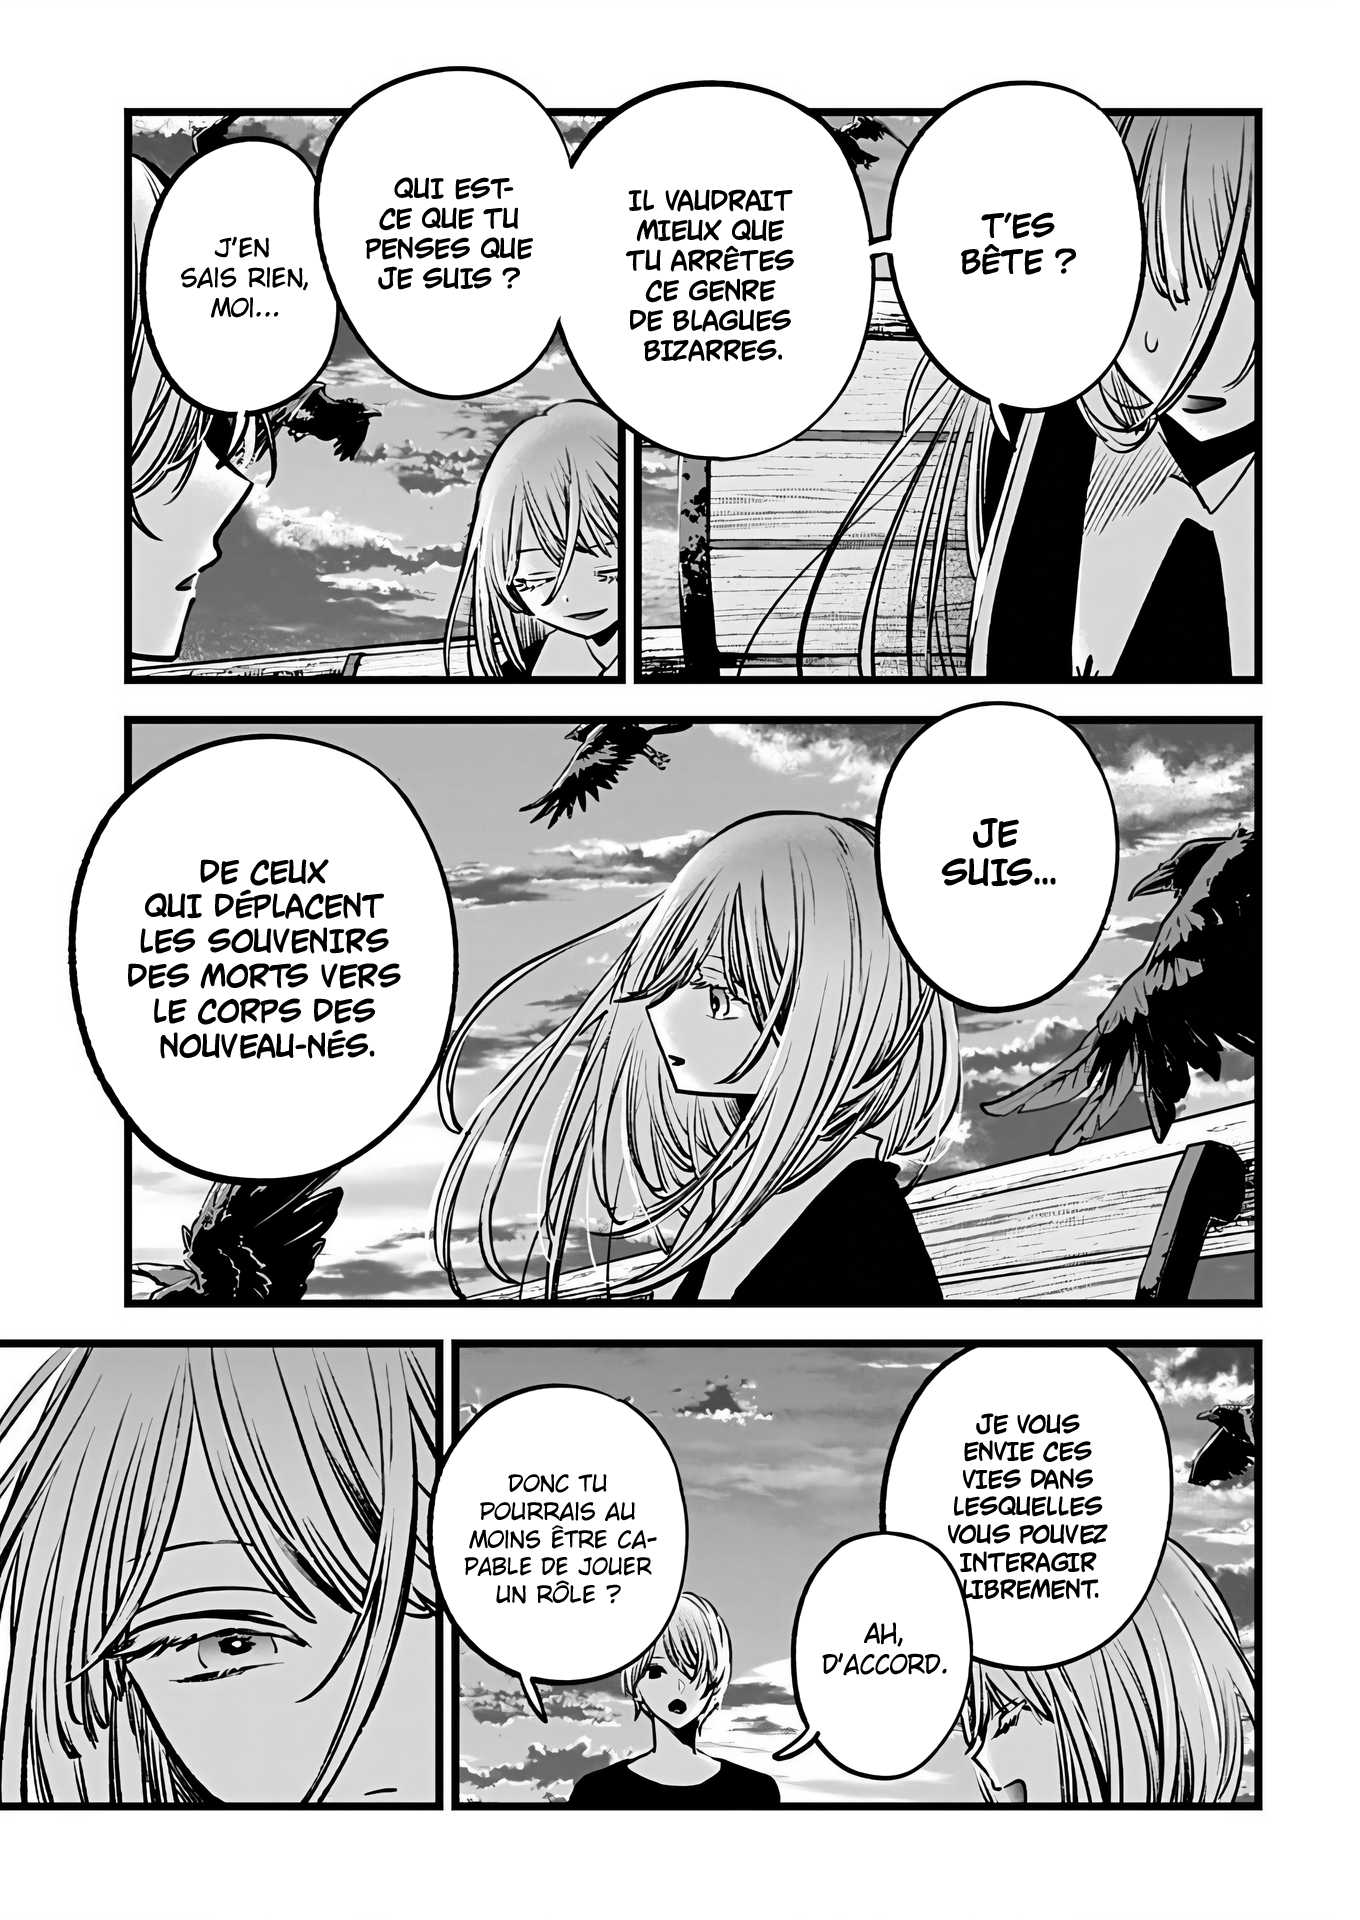 T'ES
BÊTE ?
IL VAUDRAIT
MIEUX QUE
TU ARRÊTES
CE GENRE
DE BLAGUES
BIZARRES.
QUI EST-
CE QUE TU
PENSES QUE
JE SUIS ?
J'EN
SAIS RIEN,
MOI...
JE
SUIS...
DE CEUX
QUI DÉPLACENT
LES SOUVENIRS
DES MORTS VERS
LE CORPS DES
NOUVEAU-NÉS.
JE VOUS
ENVIE CES
VIES DANS
LESQUELLES
VOUS POUVEZ
INTERAGIR
LIBREMENT.
AH,
D'ACCORD.
DONC TU
POURRAIS AU
MOINS ÊTRE CA-
PABLE DE JOUER
UN RÔLE ?